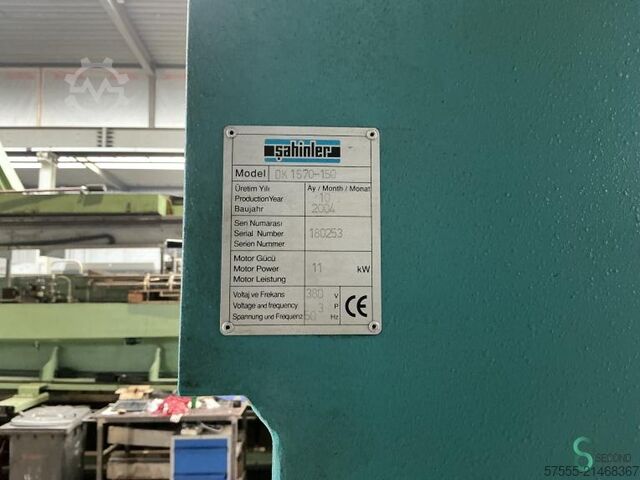 şahinler
Model DK 1570-150
Üretim Yılı Ay / Month / Monat
Production Year 10
Baujahr 2004
Seri Numarası
Serial Number 180253
Serien Nummer
Motor Gücü
Motor Power 11 kW
Motor Leistung
Voltaj ve Frekans 380 V
Voltage and frequency 3 P
Spannung und Frequenz 50 Hz
CE
S SECOND
57555-21468367